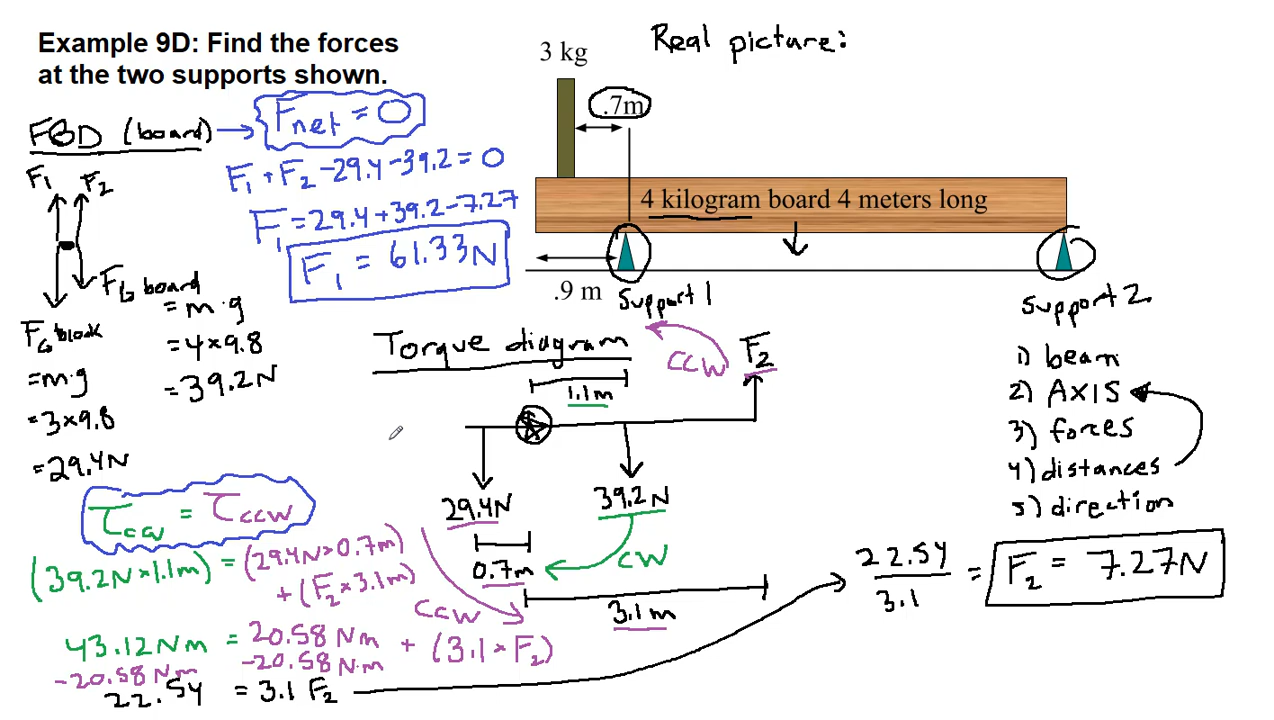 Example 9D: Find the forces
at the two supports shown.
FBD (board)
Fnet = 0
F1 + F2 - 29.4 - 39.2 = 0
F1 = 29.4 + 39.2 - 7.27
F1 = 61.33N
F1 F2
FG board
= m·g
= 4 x 9.8
= 39.2N
FG block
= m·g
= 3 x 9.8
= 29.4N
Real picture:
3 kg
.7m
4 kilogram board 4 meters long
.9 m
Support 1
Support 2
Torque diagram
CCW
F2
1.1m
29.4N
39.2N
0.7m
CW
CCW
3.1m
1) beam
2) AXIS
3) forces
4) distances
5) direction
τcw = τccw
(39.2N x 1.1m) = (29.4N x 0.7m)
+ (F2 x 3.1m)
43.12Nm = 20.58 Nm + (3.1 x F2)
-20.58 Nm -20.58 N·m
22.54 = 3.1 F2
22.54
3.1
= F2 = 7.27N